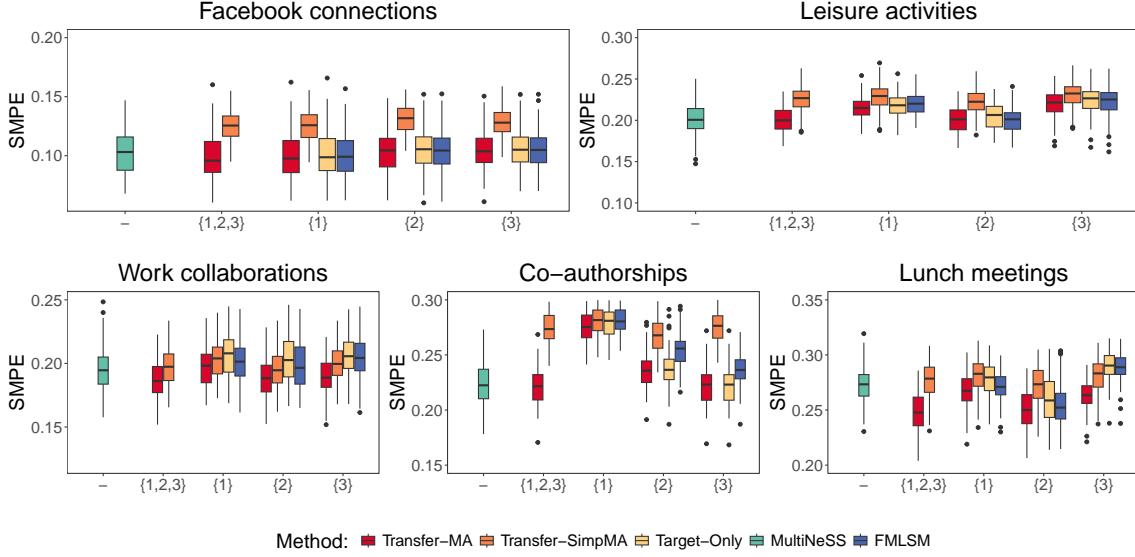 Facebook connections
SMPE
0.20
0.15
0.10
– {1,2,3} {1} {2} {3}
Leisure activities
SMPE
0.30
0.25
0.20
0.15
0.10
– {1,2,3} {1} {2} {3}
Work collaborations
SMPE
0.25
0.20
0.15
– {1,2,3} {1} {2} {3}
Co−authorships
SMPE
0.30
0.25
0.20
0.15
– {1,2,3} {1} {2} {3}
Lunch meetings
SMPE
0.35
0.30
0.25
0.20
– {1,2,3} {1} {2} {3}
Method: Transfer−MA Transfer−SimpMA Target−Only MultiNeSS FMLSM